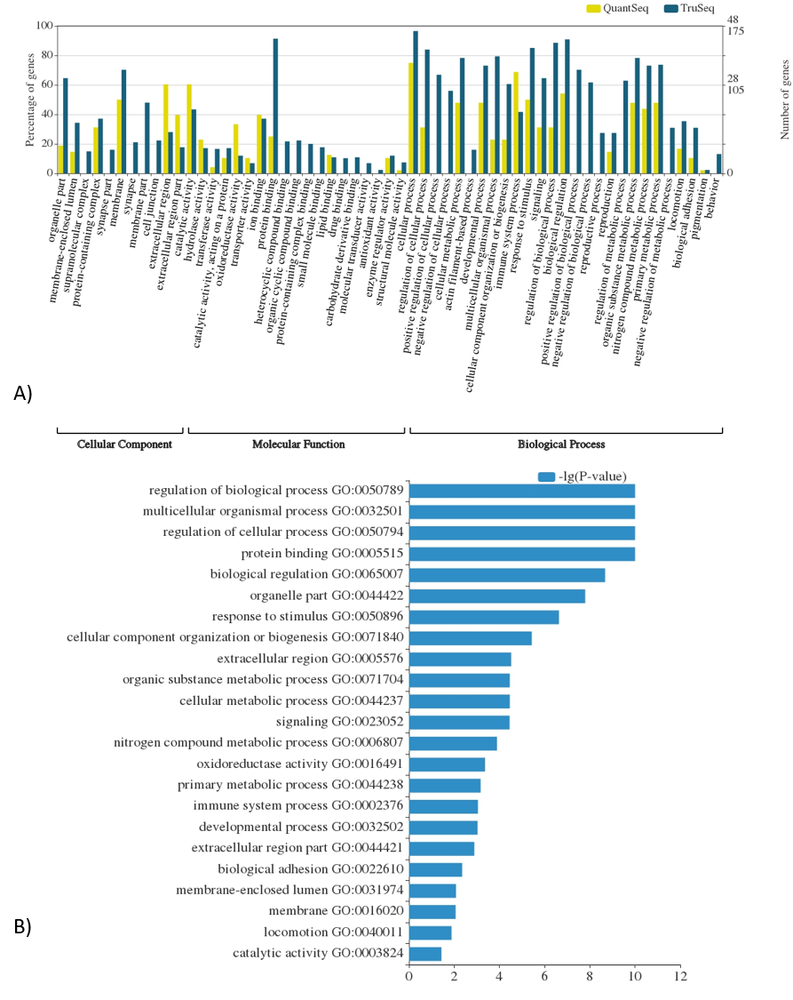 QuantSeq TruSeq
Percentage of genes
100
80
60
40
20
0
48
175
28
105
0
Number of genes
organelle part
membrane-enclosed lumen
supramolecular complex
protein-containing complex
synapse part
membrane
synapse
membrane part
cell junction
extracellular region
extracellular region part
catalytic activity
hydrolase activity
transferase activity
catalytic activity, acting on a protein
oxidoreductase activity
transporter activity
ion binding
protein binding
heterocyclic compound binding
organic cyclic compound binding
protein-containing complex binding
small molecule binding
lipid binding
drug binding
carbohydrate derivative binding
molecular transducer activity
antioxidant activity
enzyme regulator activity
structural molecule activity
cellular process
regulation of cellular process
positive regulation of cellular process
negative regulation of cellular process
cellular metabolic process
actin filament-based process
developmental process
multicellular organismal process
cellular component organization or biogenesis
immune system process
response to stimulus
signaling
regulation of biological process
biological regulation
positive regulation of biological process
negative regulation of biological process
reproductive process
reproduction
regulation of metabolic process
organic substance metabolic process
nitrogen compound metabolic process
primary metabolic process
negative regulation of metabolic process
locomotion
biological adhesion
pigmentation
behavior
A)
Cellular Component Molecular Function Biological Process
-lg(P-value)
regulation of biological process GO:0050789
multicellular organismal process GO:0032501
regulation of cellular process GO:0050794
protein binding GO:0005515
biological regulation GO:0065007
organelle part GO:0044422
response to stimulus GO:0050896
cellular component organization or biogenesis GO:0071840
extracellular region GO:0005576
organic substance metabolic process GO:0071704
cellular metabolic process GO:0044237
signaling GO:0023052
nitrogen compound metabolic process GO:0006807
oxidoreductase activity GO:0016491
primary metabolic process GO:0044238
immune system process GO:0002376
developmental process GO:0032502
extracellular region part GO:0044421
biological adhesion GO:0022610
membrane-enclosed lumen GO:0031974
membrane GO:0016020
B)
locomotion GO:0040011
catalytic activity GO:0003824
0 2 4 6 8 10 12